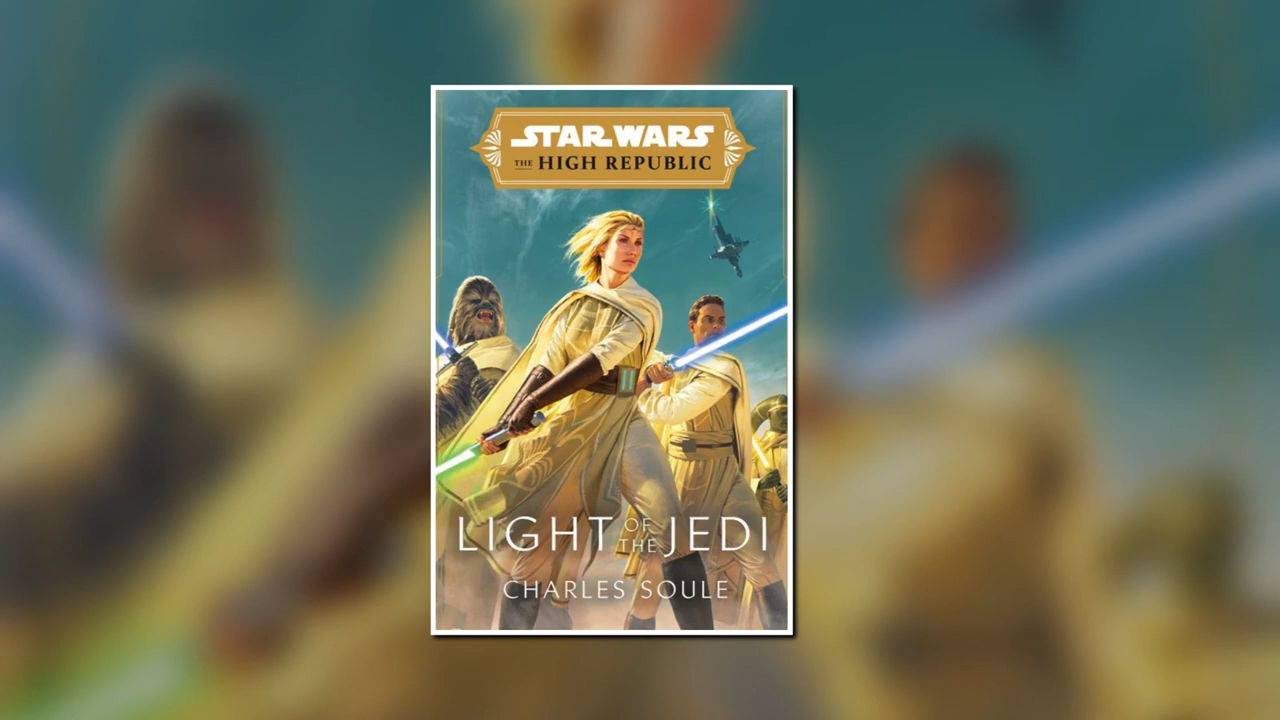 STAR WARS
THE HIGH REPUBLIC
LIGHT OF THE JEDI
CHARLES SOULE